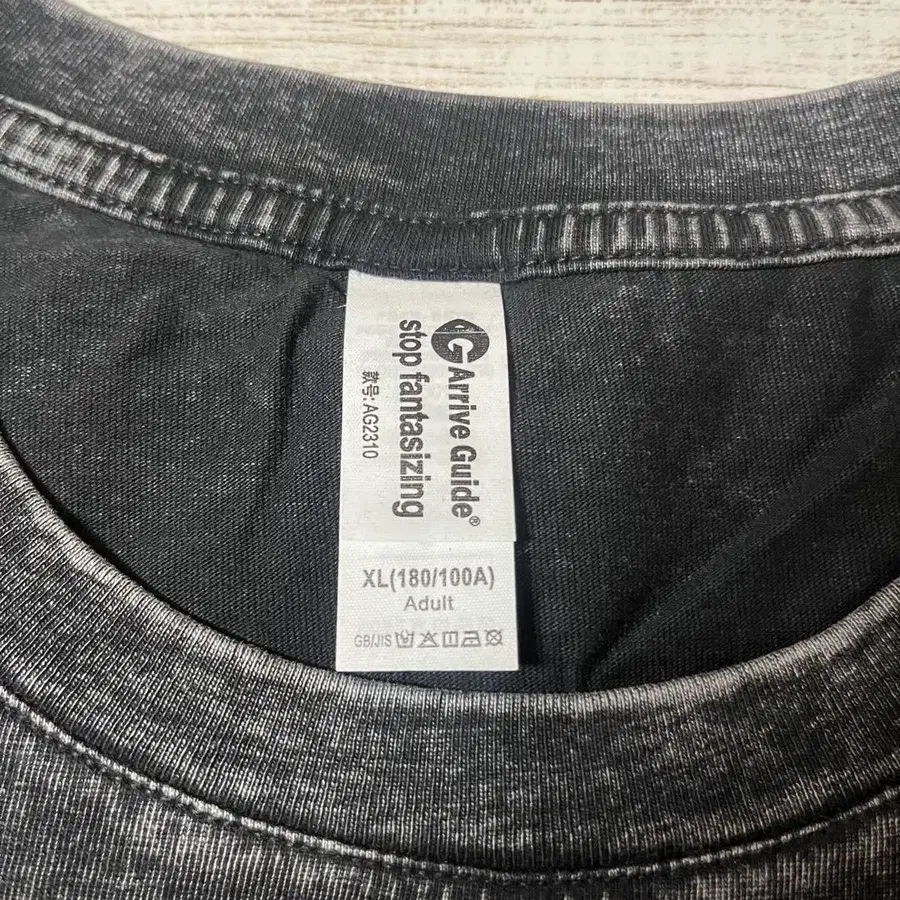 G Arrive Guide®
stop fantasizing
款号:AG2310
XL(180/100A)
Adult
GB/JIS